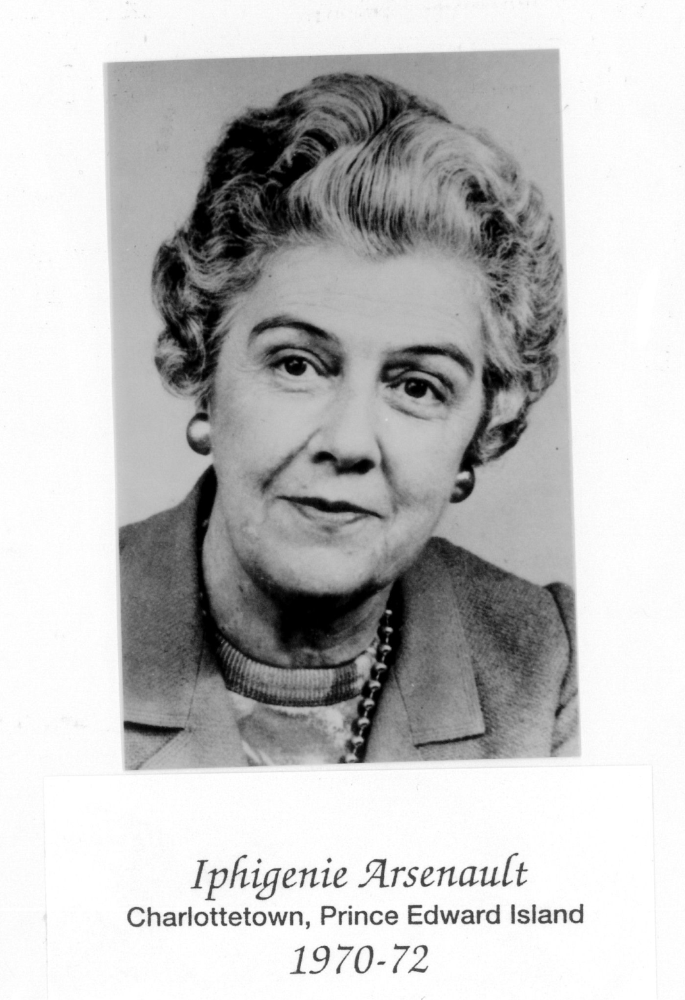 Iphigenie Arsenault
Charlottetown, Prince Edward Island
1970-72